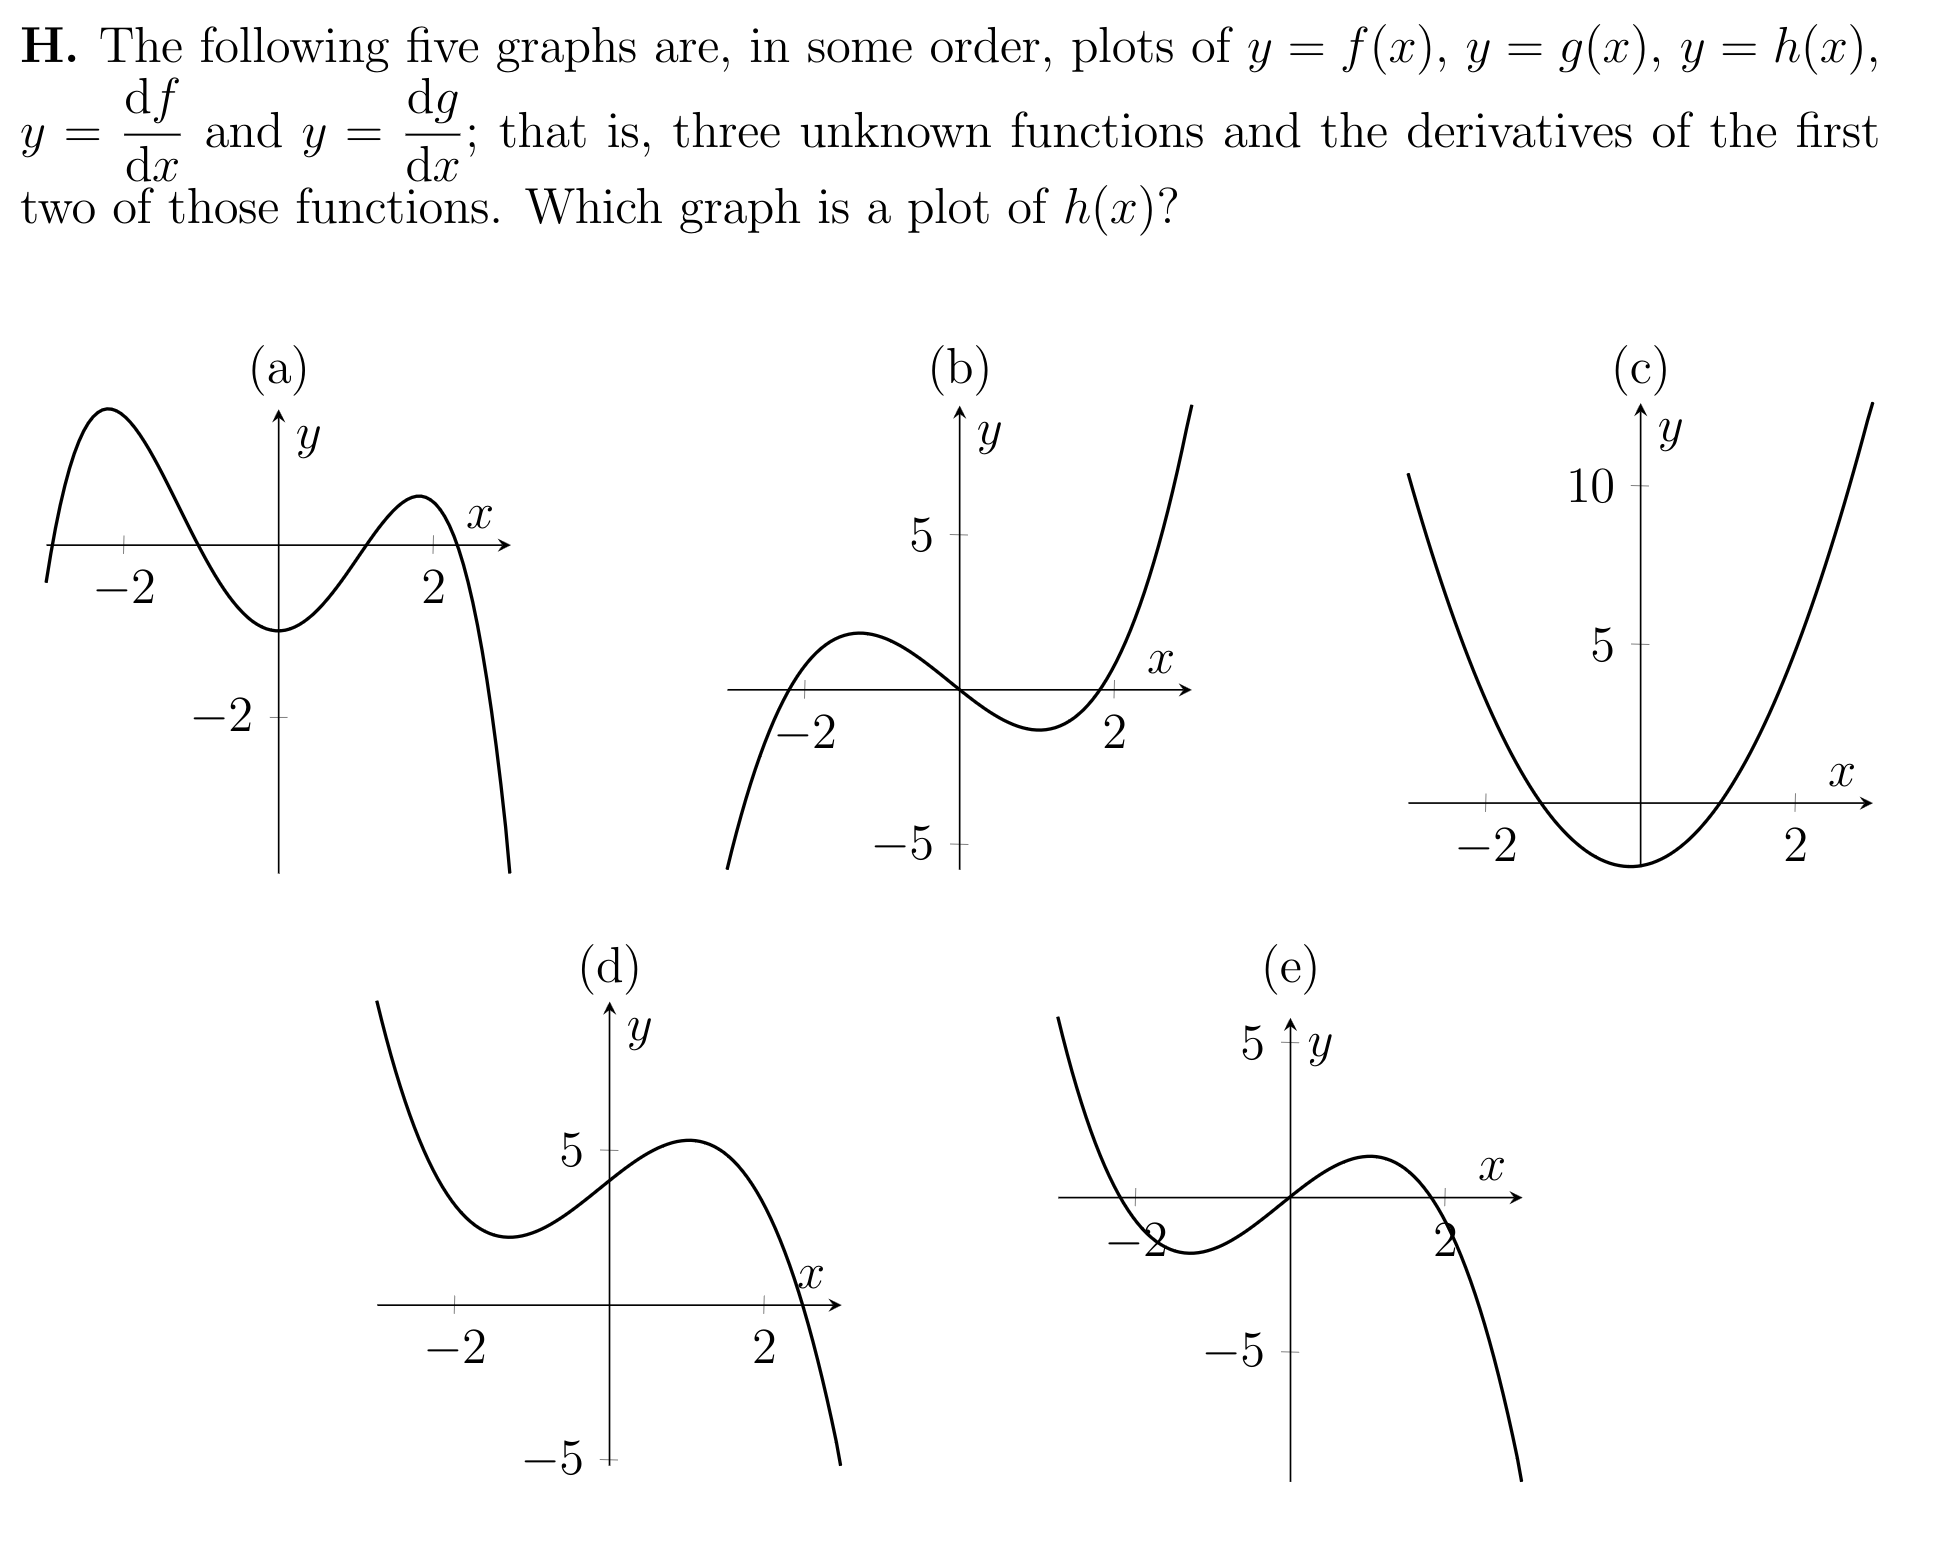 H. The following five graphs are, in some order, plots of y = f(x), y = g(x), y = h(x),
y = df/dx and y = dg/dx; that is, three unknown functions and the derivatives of the first
two of those functions. Which graph is a plot of h(x)?
(a)
y
x
−2
2
−2
(b)
y
5
x
−2
2
−5
(c)
y
10
5
x
−2
2
(d)
y
5
x
−2
2
−5
(e)
5
y
x
−2
2
−5